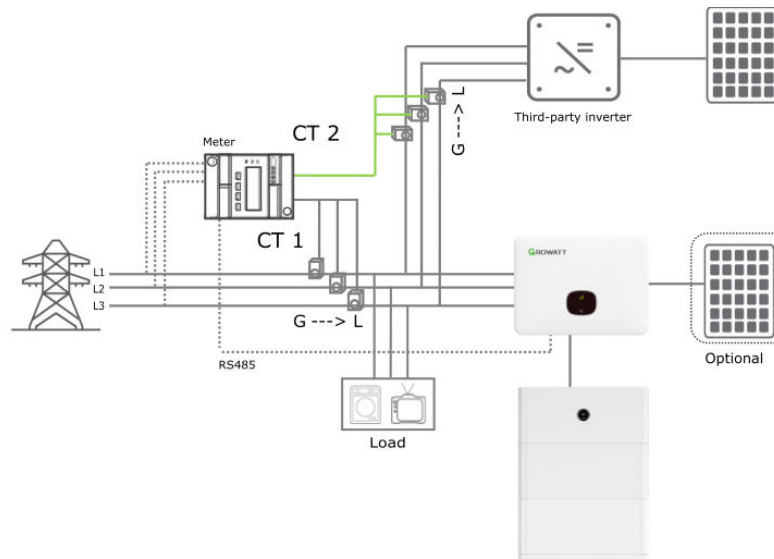 Third-party inverter
Meter
CT 2
G ---> L
CT 1
GROWATT
L1
L2
L3
G ---> L
RS485
Optional
Load